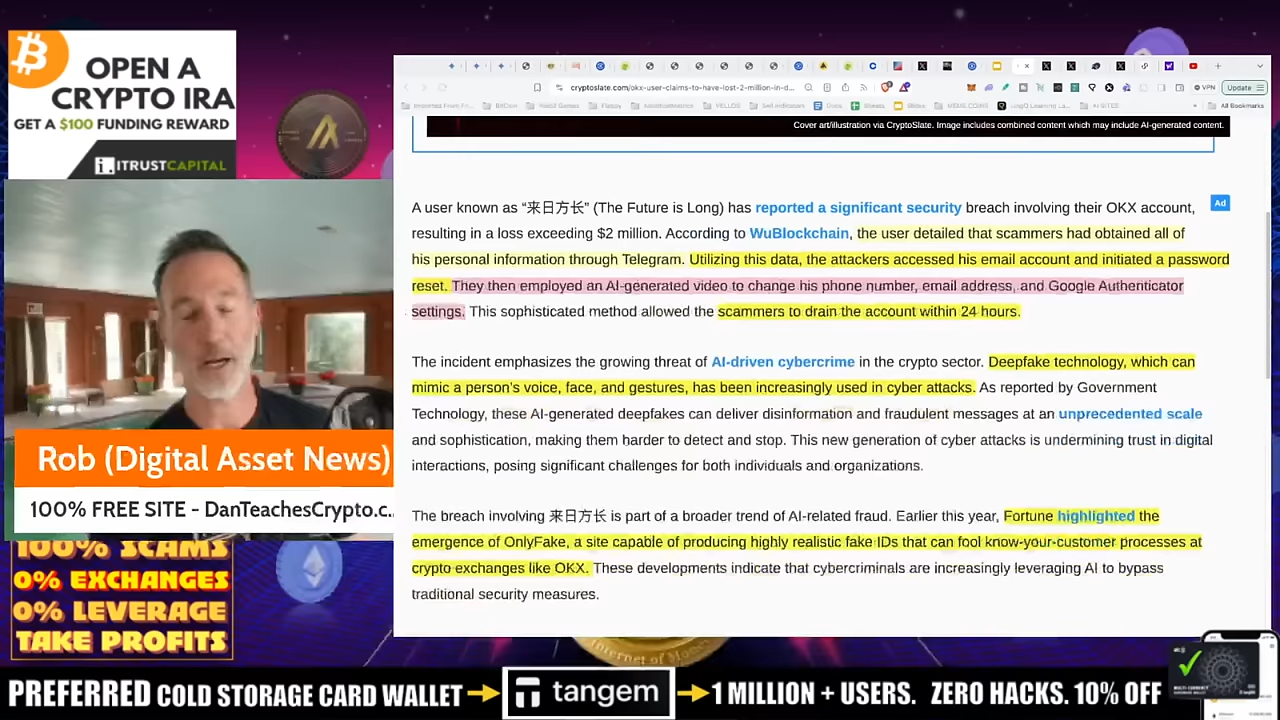 OPEN A
CRYPTO IRA
GET A $100 FUNDING REWARD
i.ITRUSTCAPITAL
cryptoslate.com/okx-user-claims-to-have-lost-2-million-in-d...
VPN
Update
All Bookmarks
Cover art/illustration via CryptoSlate. Image includes combined content which may include AI-generated content.
A user known as “来日方长” (The Future is Long) has reported a significant security breach involving their OKX account,
Ad
resulting in a loss exceeding $2 million. According to WuBlockchain, the user detailed that scammers had obtained all of
his personal information through Telegram. Utilizing this data, the attackers accessed his email account and initiated a password
reset. They then employed an AI-generated video to change his phone number, email address, and Google Authenticator
settings. This sophisticated method allowed the scammers to drain the account within 24 hours.
The incident emphasizes the growing threat of AI-driven cybercrime in the crypto sector. Deepfake technology, which can
mimic a person's voice, face, and gestures, has been increasingly used in cyber attacks. As reported by Government
Technology, these AI-generated deepfakes can deliver disinformation and fraudulent messages at an unprecedented scale
and sophistication, making them harder to detect and stop. This new generation of cyber attacks is undermining trust in digital
interactions, posing significant challenges for both individuals and organizations.
The breach involving 来日方长 is part of a broader trend of AI-related fraud. Earlier this year, Fortune highlighted the
emergence of OnlyFake, a site capable of producing highly realistic fake IDs that can fool know-your-customer processes at
crypto exchanges like OKX. These developments indicate that cybercriminals are increasingly leveraging AI to bypass
traditional security measures.
Rob (Digital Asset News)
100% FREE SITE - DanTeachesCrypto.c...
100% SCAMS
0% EXCHANGES
0% LEVERAGE
TAKE PROFITS
PREFERRED COLD STORAGE CARD WALLET
tangem
1 MILLION + USERS. ZERO HACKS. 10% OFF